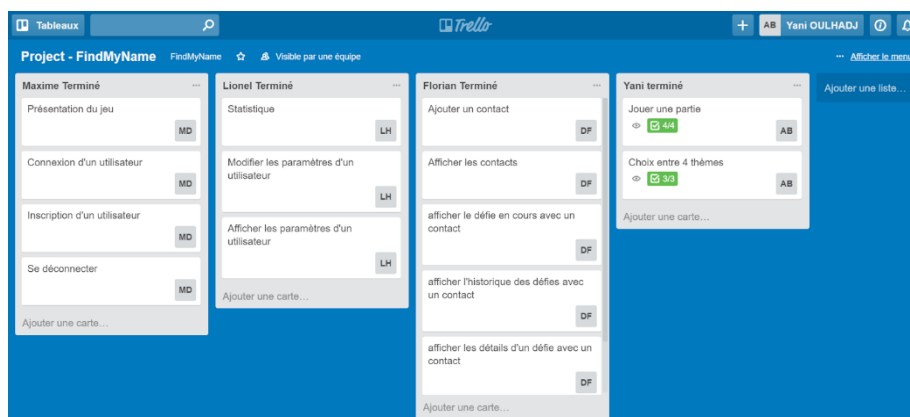 Tableaux
Trello
AB Yani OULHADJ
Project - FindMyName FindMyName Visible par une équipe
... Afficher le menu
Maxime Terminé ...
Présentation du jeu
MD
Connexion d'un utilisateur
MD
Inscription d'un utilisateur
MD
Se déconnecter
MD
Ajouter une carte...
Lionel Terminé ...
Statistique
LH
Modifier les paramètres d'un
utilisateur
LH
Afficher les paramètres d'un
utilisateur
LH
Ajouter une carte...
Florian Terminé ...
Ajouter un contact
DF
Afficher les contacts
DF
afficher le défie en cours avec un
contact
DF
afficher l'historique des défies avec
un contact
DF
afficher les détails d'un défie avec un
contact
DF
Ajouter une carte...
Yani terminé ...
Jouer une partie
4/4
AB
Choix entre 4 thèmes
3/3
AB
Ajouter une carte...
Ajouter une liste...